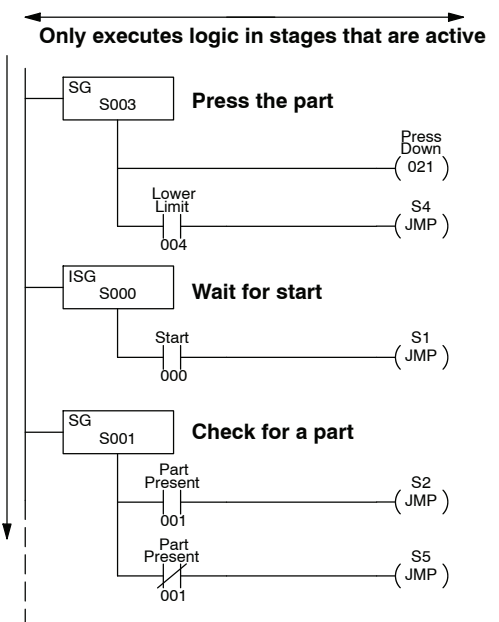 Only executes logic in stages that are active
SG
S003
Press the part
Press
Down
021
Lower
Limit
004
S4
JMP
ISG
S000
Wait for start
Start
000
S1
JMP
SG
S001
Check for a part
Part
Present
001
S2
JMP
Part
Present
001
S5
JMP